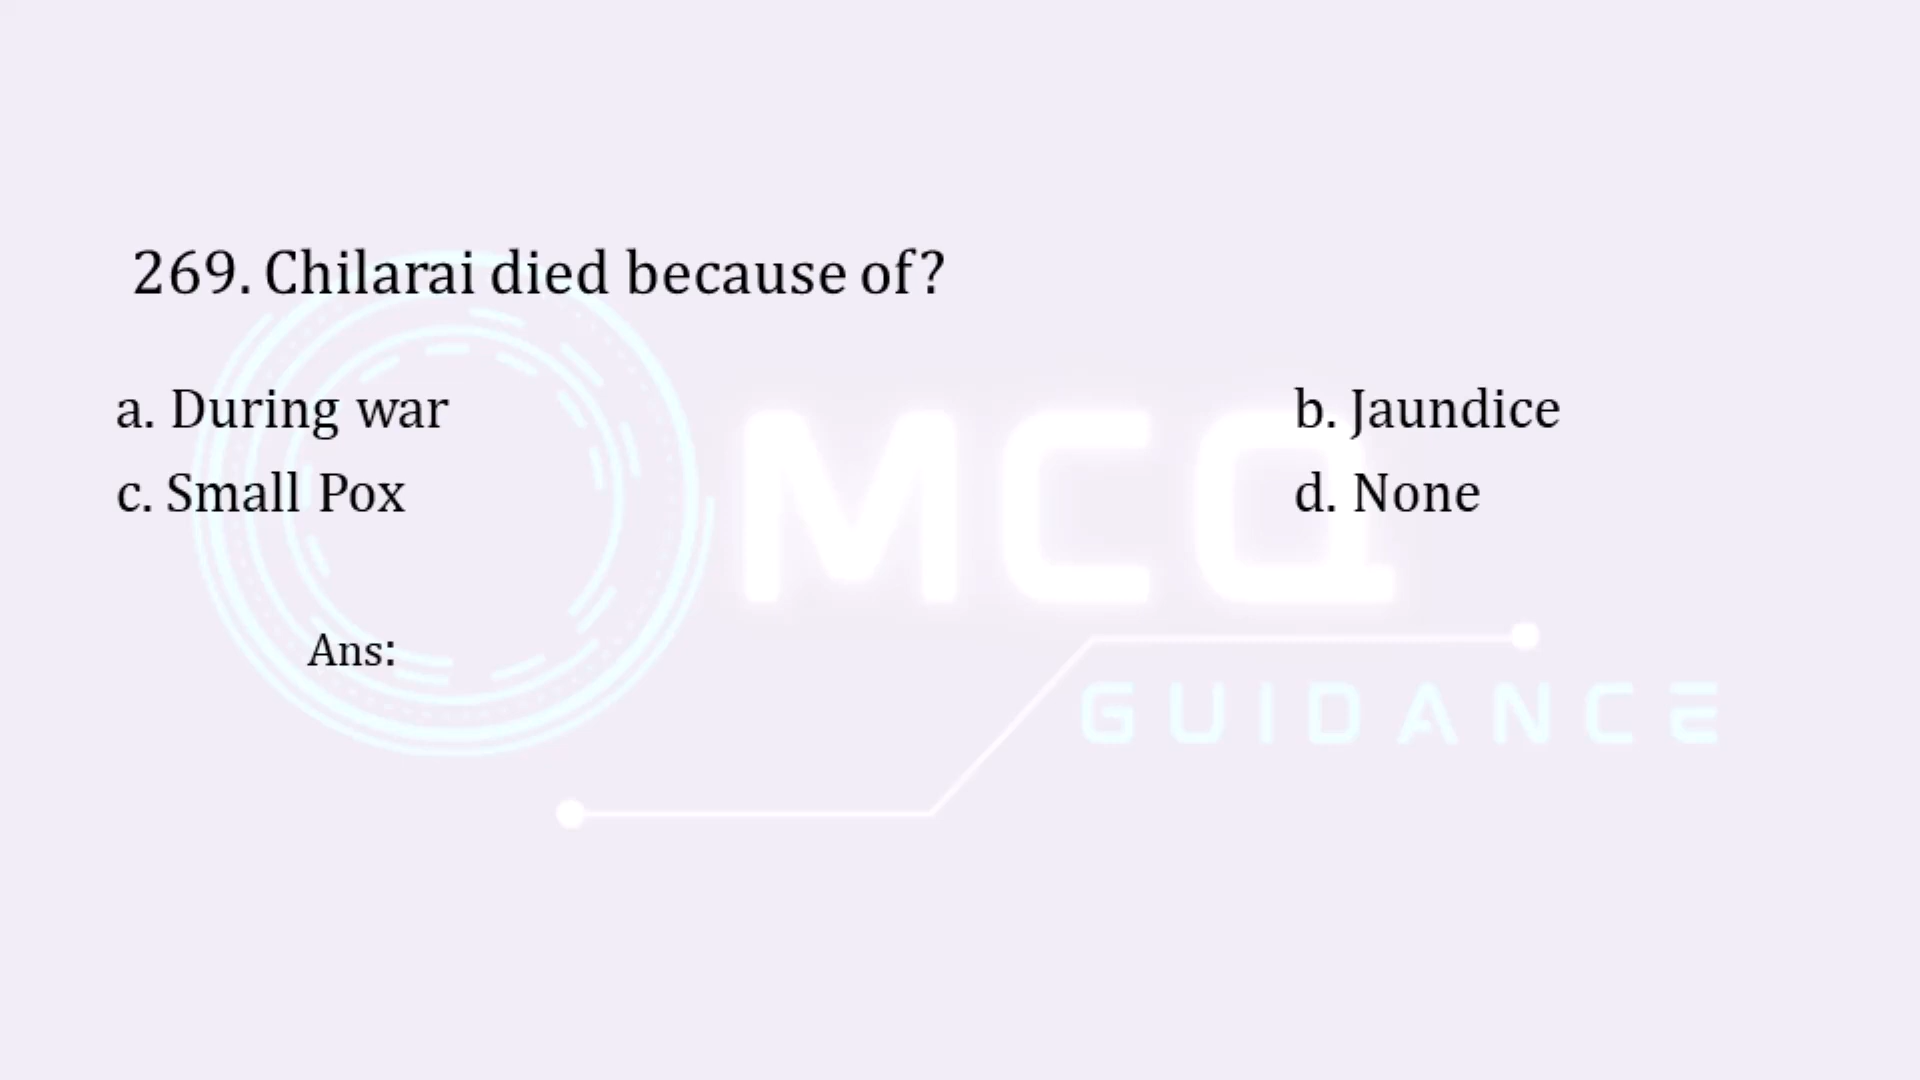 269. Chilarai died because of?
a. During war b. Jaundice
c. Small Pox d. None
Ans:
MCQ
GUIDANCE